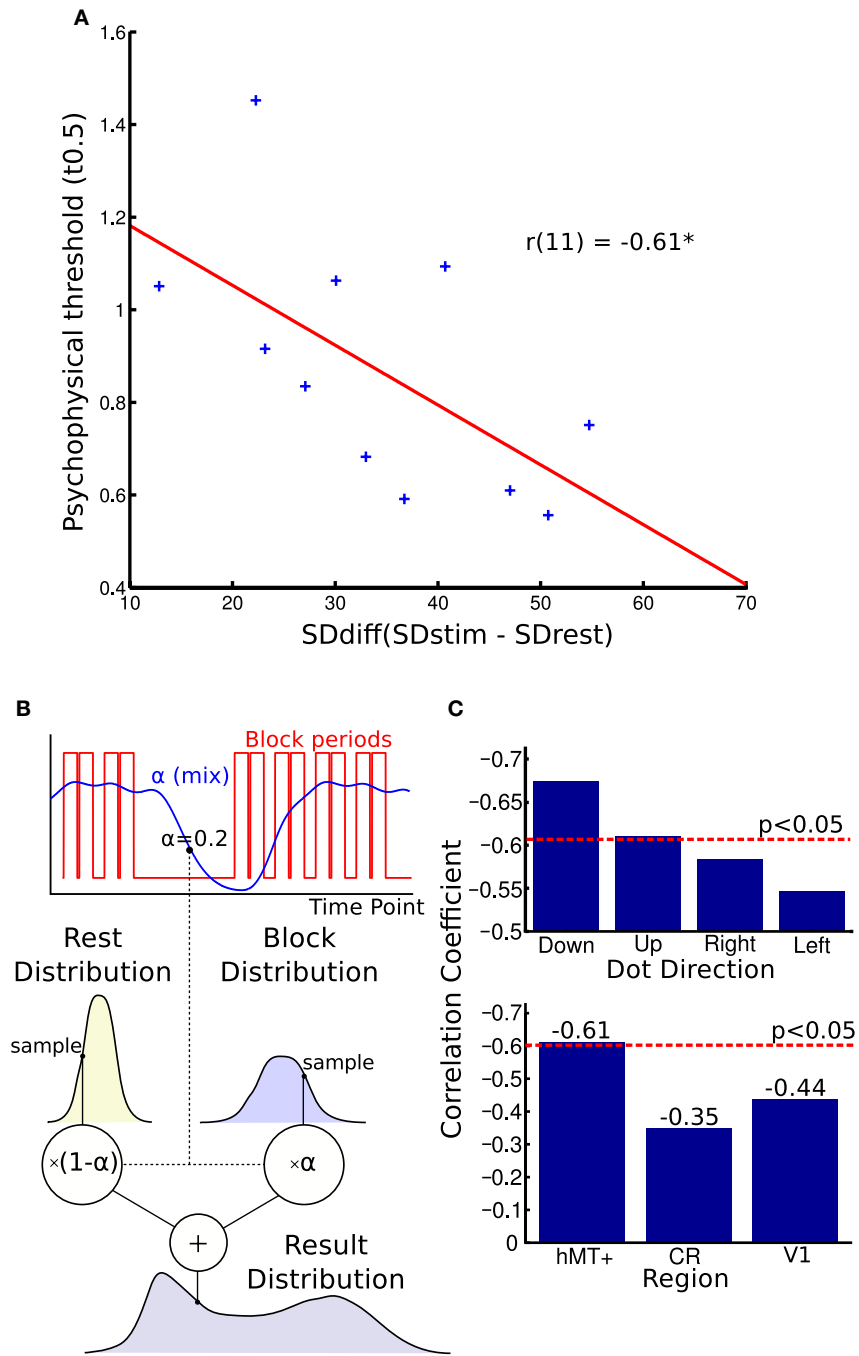 A
1.6
1.4
1.2
1
0.8
0.6
0.4
Psychophysical threshold (t0.5)
r(11) = -0.61*
10 20 30 40 50 60 70
SDdiff(SDstim - SDrest)
B
Block periods
α (mix)
α=0.2
Time Point
Rest
Distribution
Block
Distribution
sample
sample
×(1-α)
×α
+
Result
Distribution
C
Correlation Coefficient
−0.7
−0.65
−0.6
−0.55
−0.5
p<0.05
Down Up Right Left
Dot Direction
−0.7
−0.6
−0.5
−0.4
−0.3
−0.2
−0.1
0
-0.61
-0.35
-0.44
p<0.05
hMT+ CR V1
Region